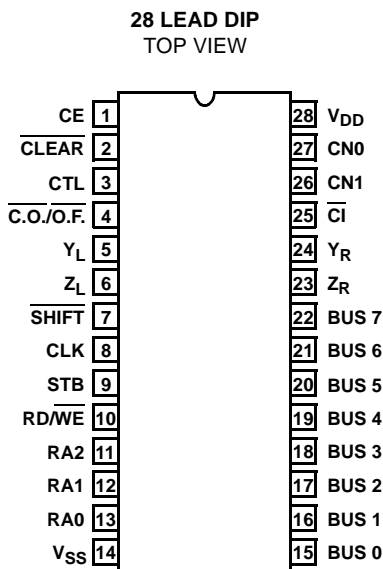 28 LEAD DIP
TOP VIEW
CE 1 28 VDD
CLEAR 2 27 CN0
CTL 3 26 CN1
C.O./O.F. 4 25 CI
YL 5 24 YR
ZL 6 23 ZR
SHIFT 7 22 BUS 7
CLK 8 21 BUS 6
STB 9 20 BUS 5
RD/WE 10 19 BUS 4
RA2 11 18 BUS 3
RA1 12 17 BUS 2
RA0 13 16 BUS 1
VSS 14 15 BUS 0